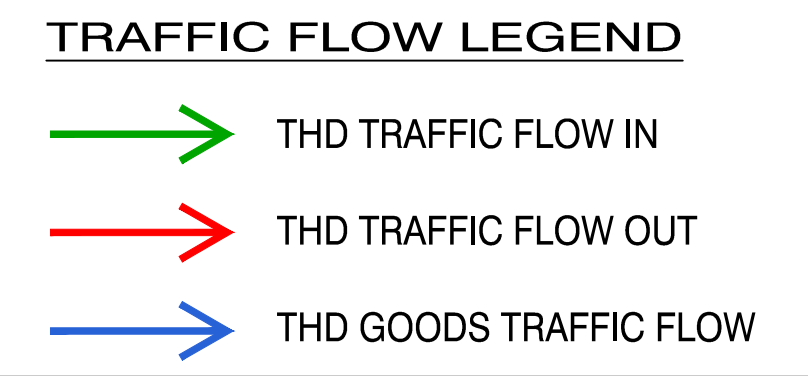 TRAFFIC FLOW LEGEND
THD TRAFFIC FLOW IN
THD TRAFFIC FLOW OUT
THD GOODS TRAFFIC FLOW